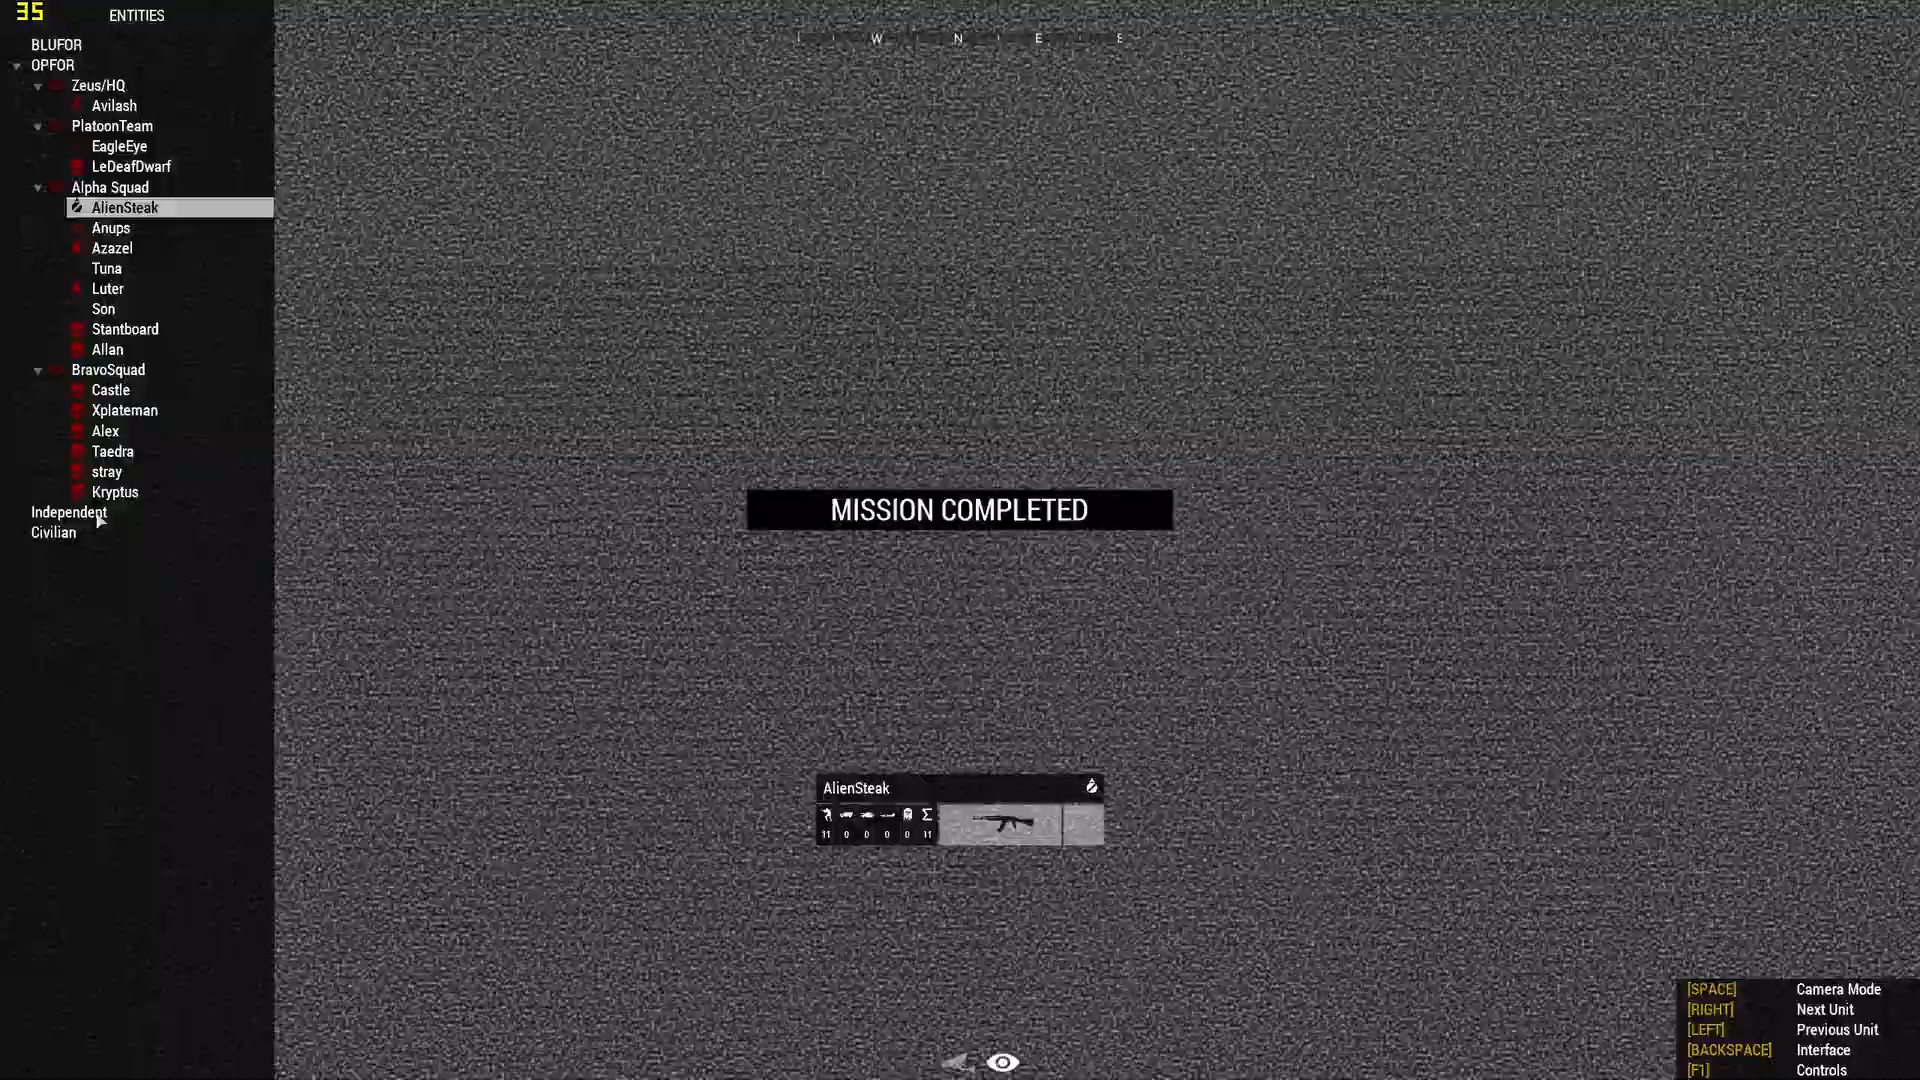 35
ENTITIES
W N E E
BLUFOR
OPFOR
Zeus/HQ
Avilash
PlatoonTeam
EagleEye
LeDeafDwarf
Alpha Squad
AlienSteak
Anups
Azazel
Tuna
Luter
Son
Stantboard
Allan
BravoSquad
Castle
Xplateman
Alex
Taedra
stray
Kryptus
Independent
Civilian
MISSION COMPLETED
AlienSteak
Σ
11 0 0 0 0 11
[SPACE] Camera Mode
[RIGHT] Next Unit
[LEFT] Previous Unit
[BACKSPACE] Interface
[F1] Controls